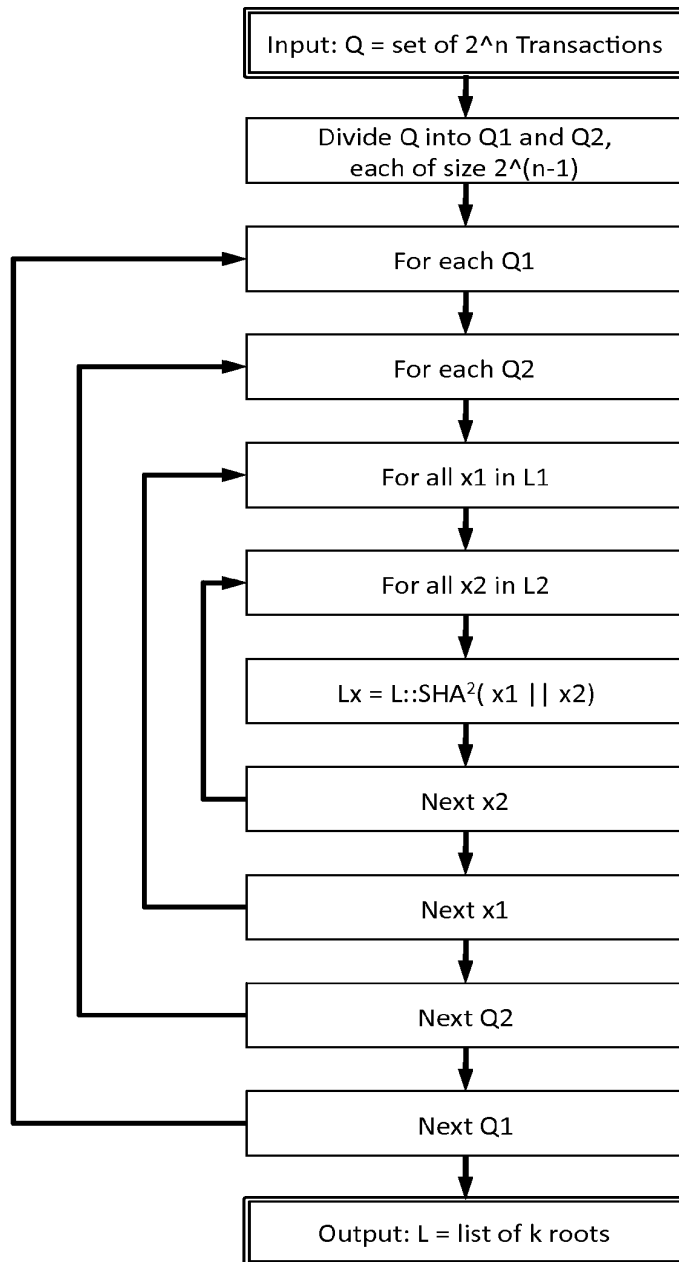 Input: Q = set of 2^n Transactions
Divide Q into Q1 and Q2,
each of size 2^(n-1)
For each Q1
For each Q2
For all x1 in L1
For all x2 in L2
Lx = L::SHA²( x1 || x2)
Next x2
Next x1
Next Q2
Next Q1
Output: L = list of k roots